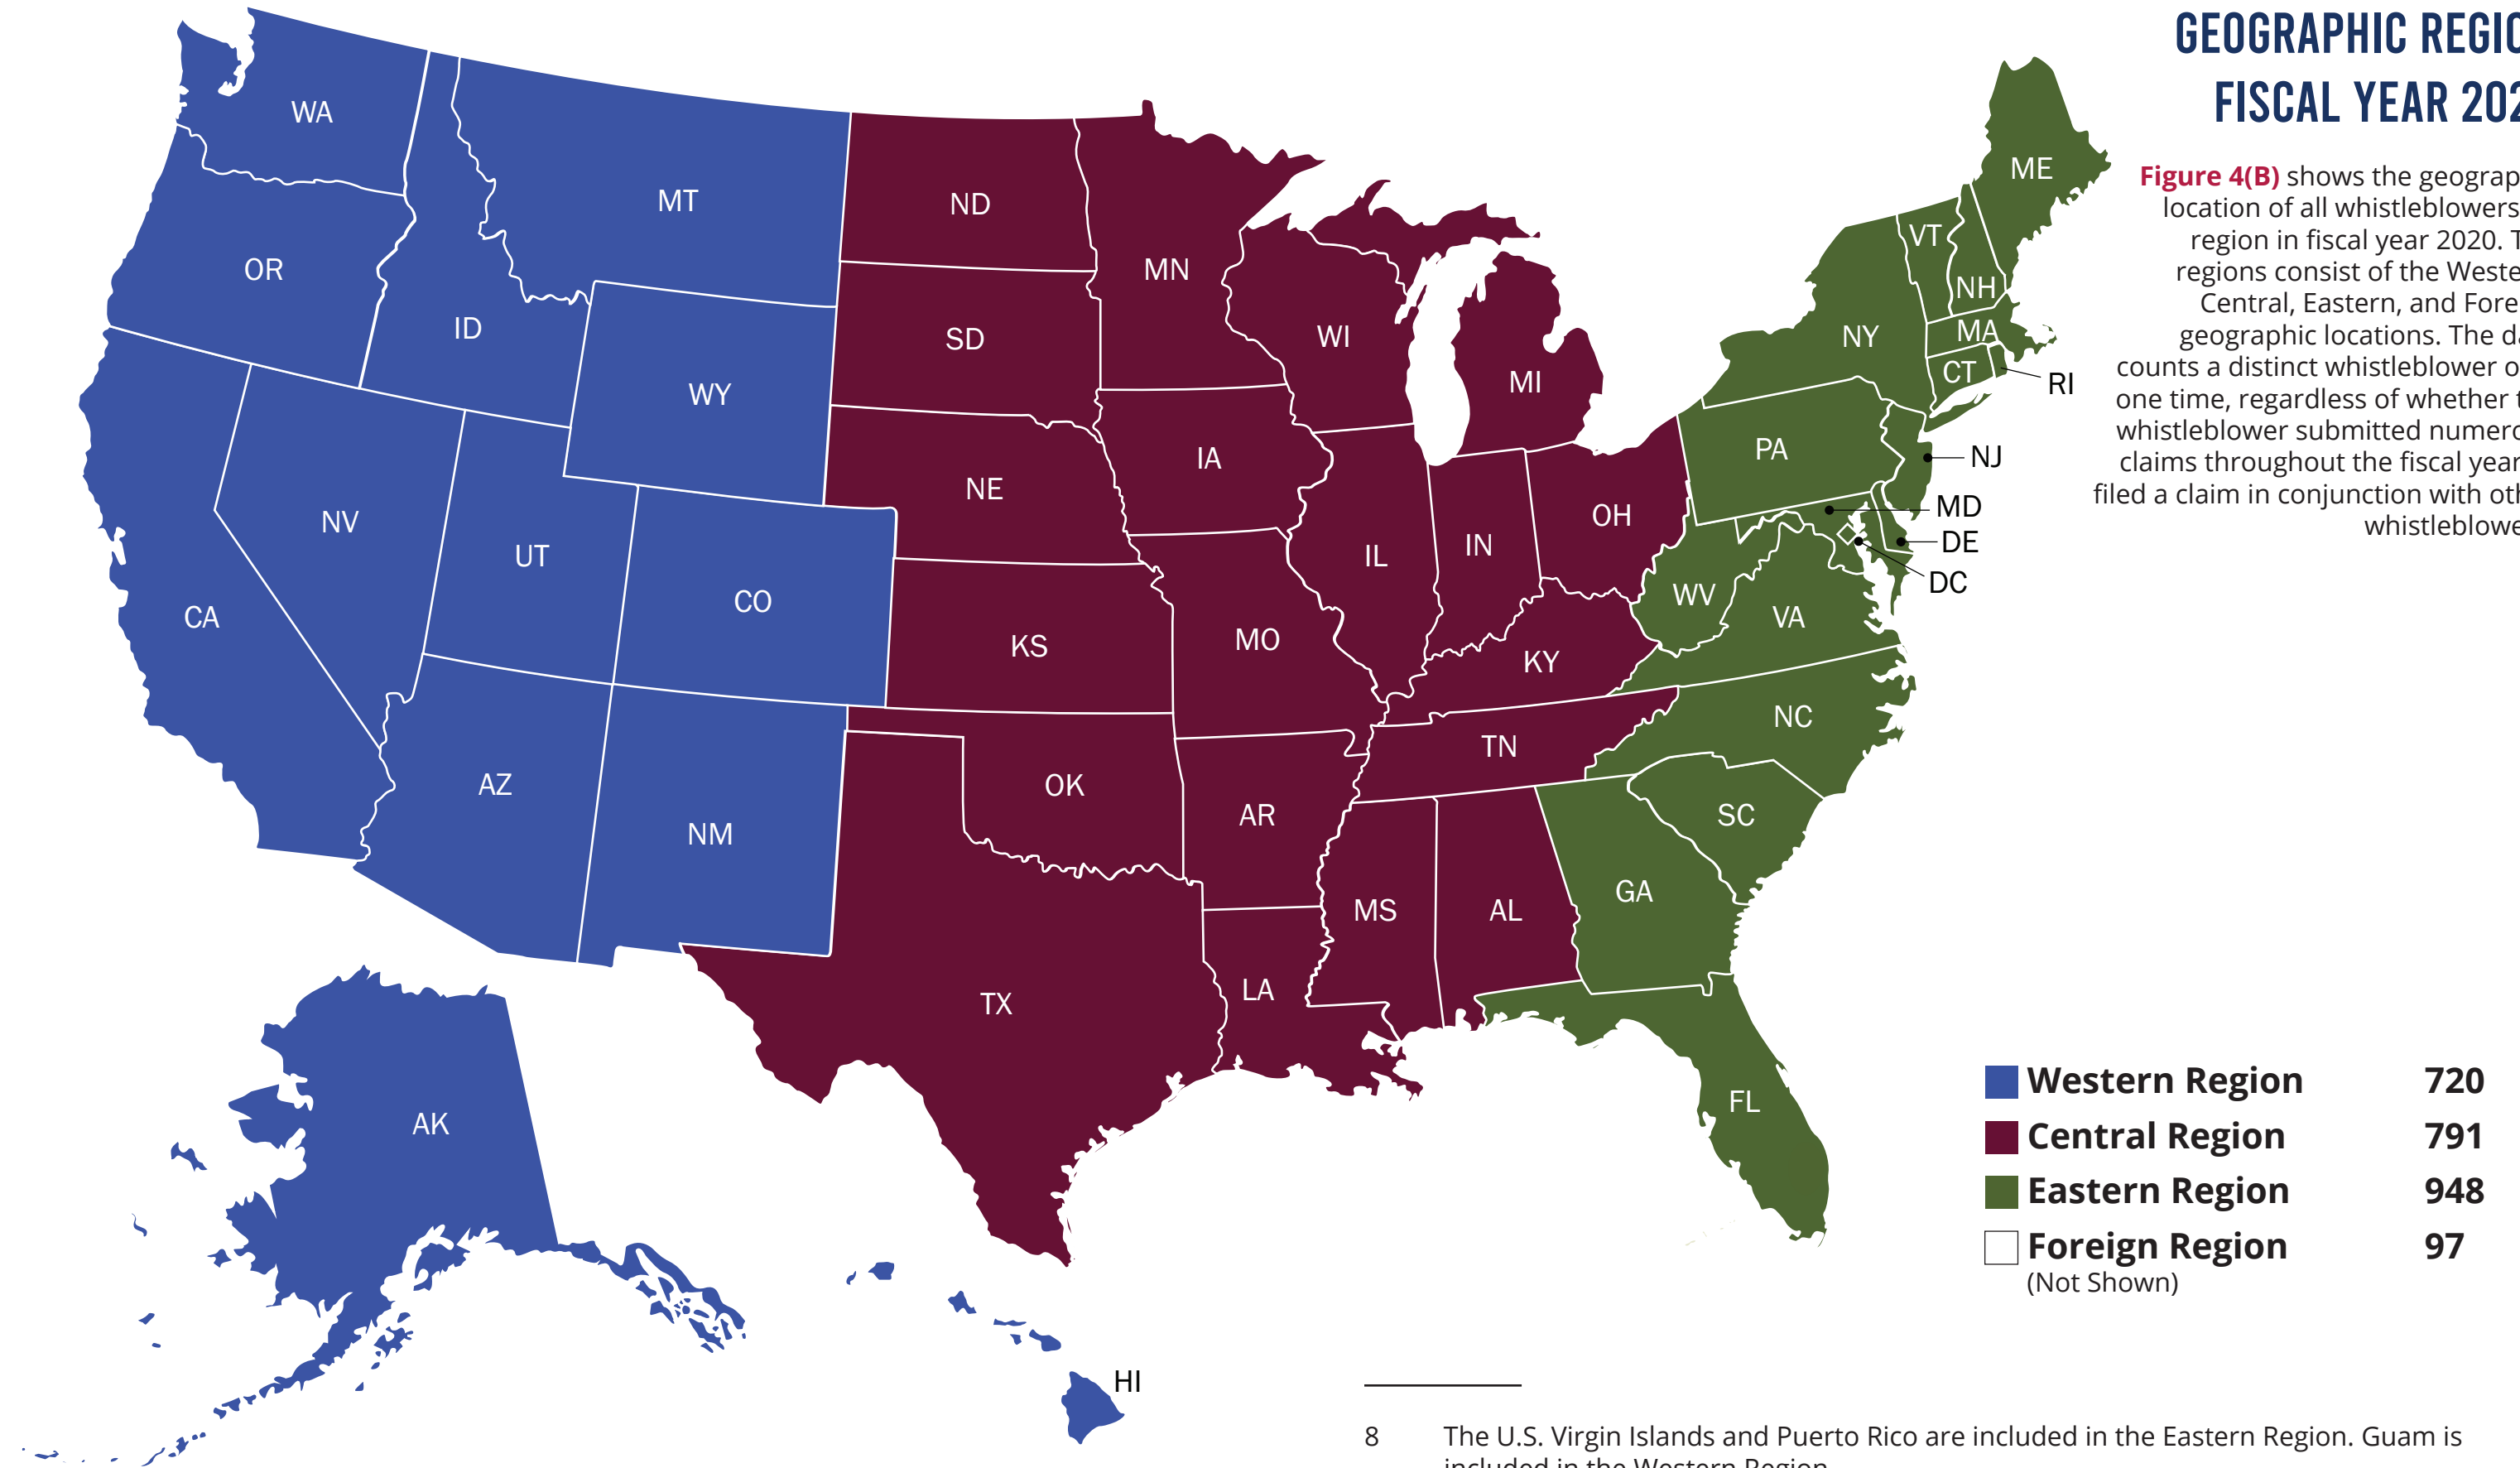 GEOGRAPHIC REGIO
FISCAL YEAR 202
Figure 4(B) shows the geograp
location of all whistleblowers
region in fiscal year 2020. T
regions consist of the Weste
Central, Eastern, and Fore
geographic locations. The da
counts a distinct whistleblower o
one time, regardless of whether t
whistleblower submitted numero
claims throughout the fiscal year
filed a claim in conjunction with oth
whistleblowe
WA
MT
ND
MN
ME
OR
ID
SD
WI
MI
NY
VT
NH
MA
CT
RI
WY
NE
IA
PA
NJ
MD
DE
DC
NV
UT
CO
CA
KS
MO
IL
IN
OH
WV
VA
KY
AZ
NM
OK
AR
TN
NC
SC
TX
LA
MS
AL
GA
FL
AK
HI
Western Region 720
Central Region 791
Eastern Region 948
Foreign Region 97
(Not Shown)
8 The U.S. Virgin Islands and Puerto Rico are included in the Eastern Region. Guam is
included in the Western Region